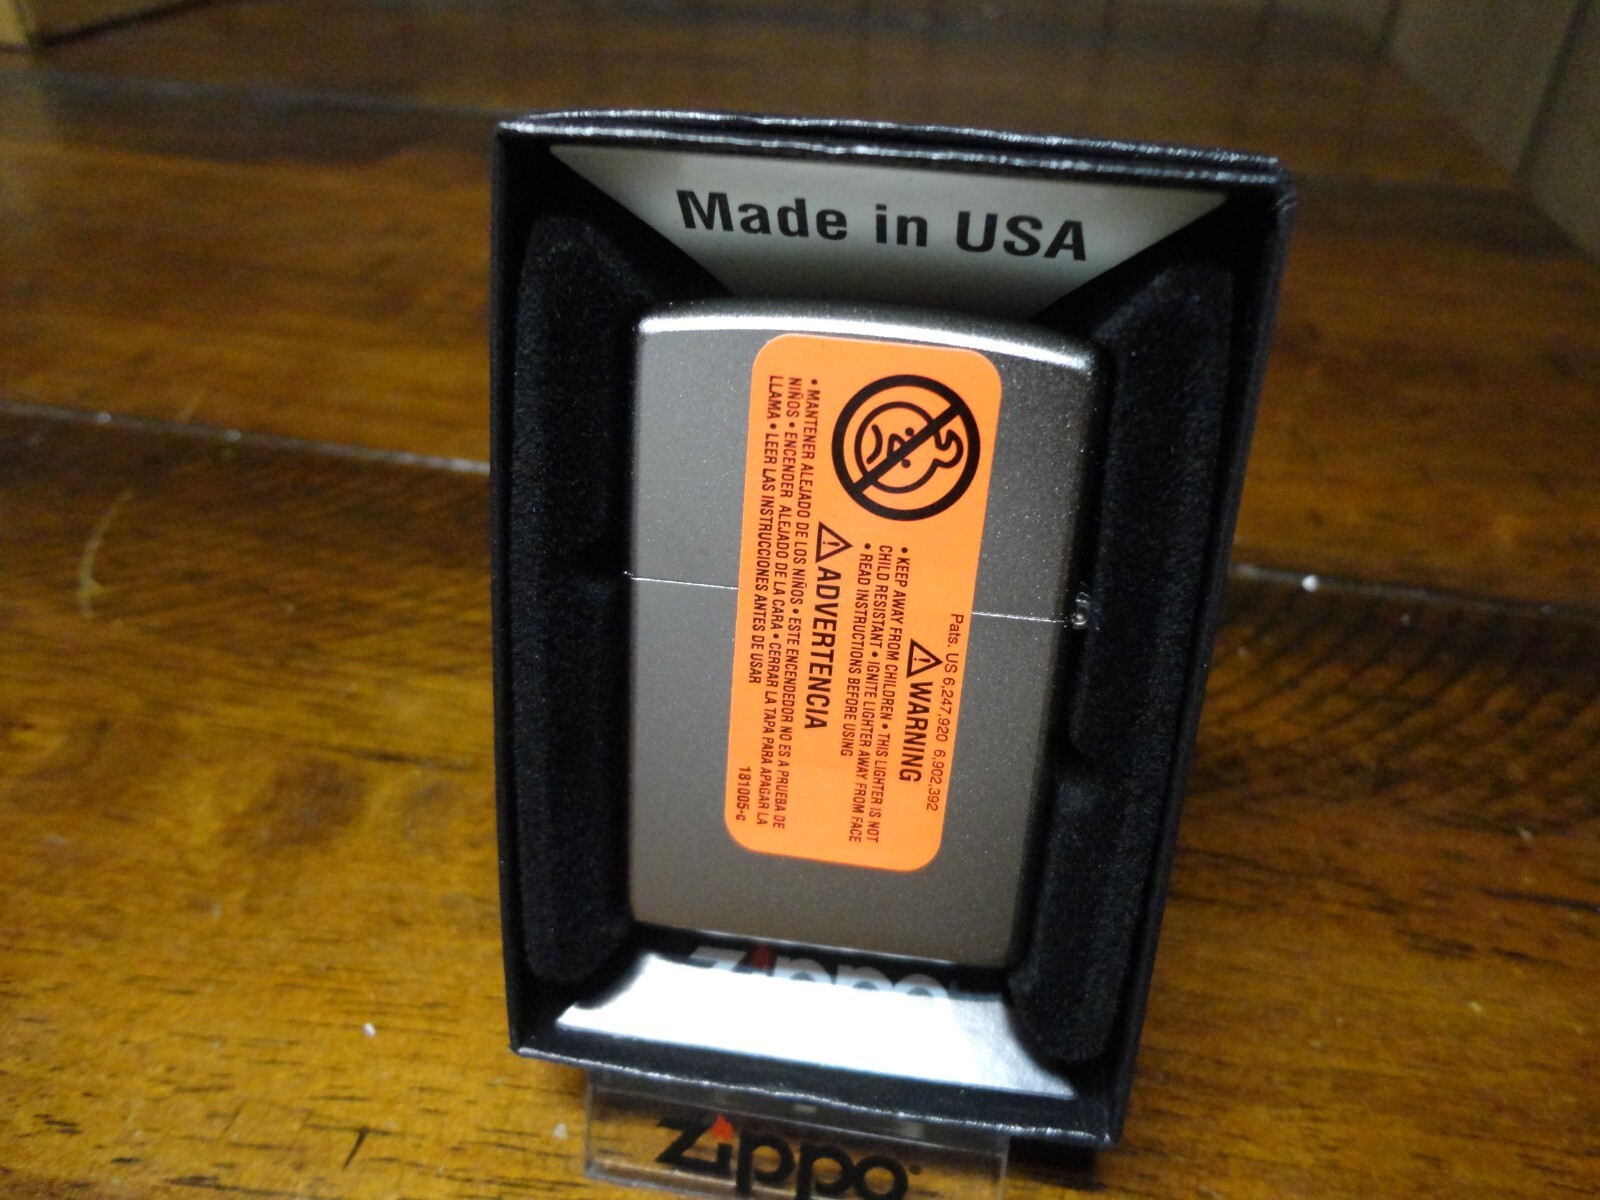 Made in USA
Pats. US 6,247,920 6,902,392
WARNING
• KEEP AWAY FROM CHILDREN • THIS LIGHTER IS NOT
CHILD RESISTANT • IGNITE LIGHTER AWAY FROM FACE
• READ INSTRUCTIONS BEFORE USING
ADVERTENCIA
• MANTENER ALEJADO DE LOS NIÑOS • ESTE ENCENDEDOR NO ES A PRUEBA DE
NIÑOS • ENCENDER ALEJADO DE LA CARA • CERRAR LA TAPA PARA APAGAR LA
LLAMA • LEER LAS INSTRUCCIONES ANTES DE USAR
181005-c
zippo
zippo